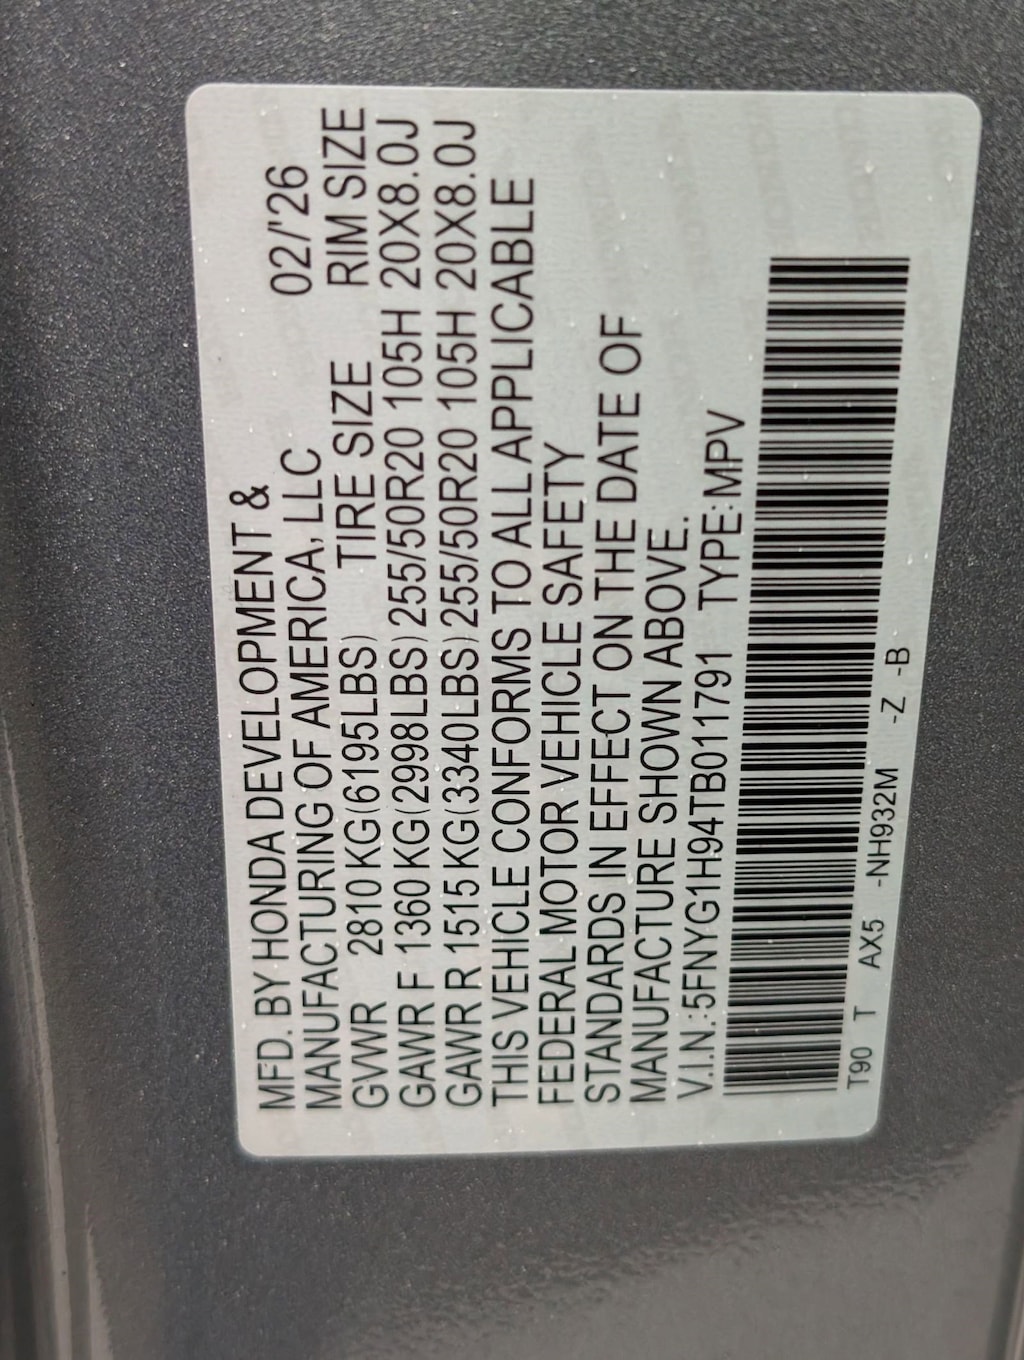 MFD. BY HONDA DEVELOPMENT &
MANUFACTURING OF AMERICA, LLC 02/'26
GVWR 2810 KG(6195LBS) TIRE SIZE RIM SIZE
GAWR F 1360 KG(2998LBS) 255/50R20 105H 20X8.0J
GAWR R 1515 KG(3340LBS) 255/50R20 105H 20X8.0J
THIS VEHICLE CONFORMS TO ALL APPLICABLE
FEDERAL MOTOR VEHICLE SAFETY
STANDARDS IN EFFECT ON THE DATE OF
MANUFACTURE SHOWN ABOVE.
V.I.N.:5FNYG1H94TB011791 TYPE:MPV
T90 T AX5 -NH932M -Z -B